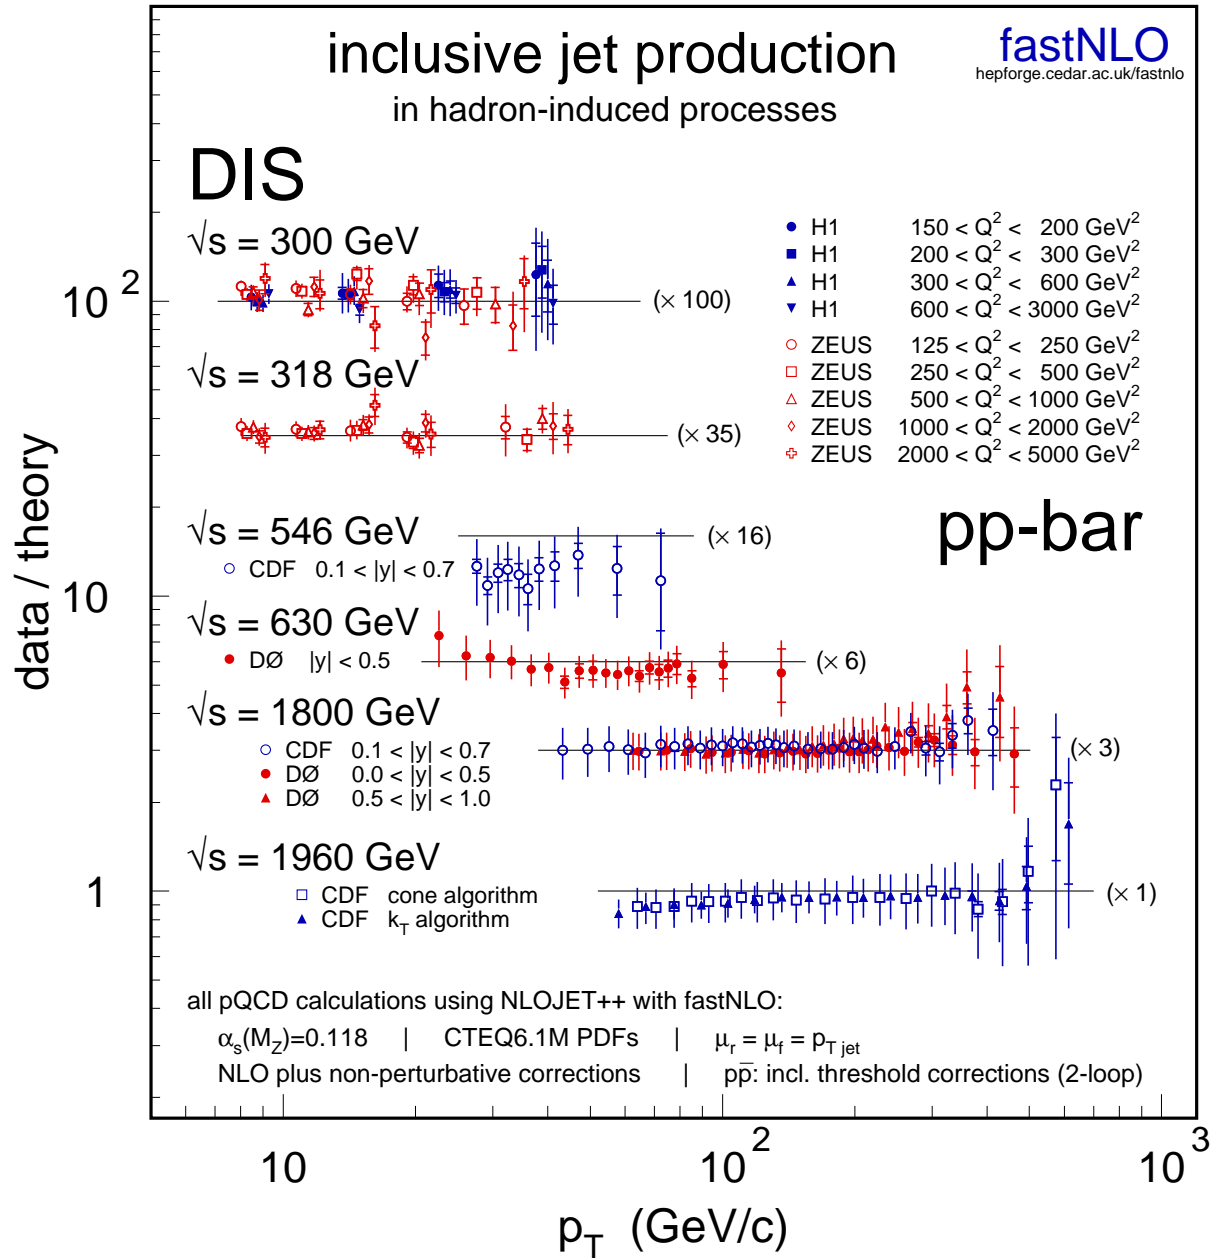 inclusive jet production
fastNLO
hepforge.cedar.ac.uk/fastnlo
in hadron-induced processes
DIS
√s = 300 GeV
(× 100)
√s = 318 GeV
(× 35)
H1 150 < Q² < 200 GeV²
H1 200 < Q² < 300 GeV²
H1 300 < Q² < 600 GeV²
H1 600 < Q² < 3000 GeV²
ZEUS 125 < Q² < 250 GeV²
ZEUS 250 < Q² < 500 GeV²
ZEUS 500 < Q² < 1000 GeV²
ZEUS 1000 < Q² < 2000 GeV²
ZEUS 2000 < Q² < 5000 GeV²
pp-bar
√s = 546 GeV
(× 16)
CDF 0.1 < |y| < 0.7
√s = 630 GeV
(× 6)
DØ |y| < 0.5
√s = 1800 GeV
(× 3)
CDF 0.1 < |y| < 0.7
DØ 0.0 < |y| < 0.5
DØ 0.5 < |y| < 1.0
√s = 1960 GeV
(× 1)
CDF cone algorithm
CDF k_T algorithm
all pQCD calculations using NLOJET++ with fastNLO:
α_s(M_Z)=0.118 | CTEQ6.1M PDFs | μ_r = μ_f = p_T jet
NLO plus non-perturbative corrections | pp̅: incl. threshold corrections (2-loop)
data / theory
10²
10
1
10
10²
10³
p_T (GeV/c)